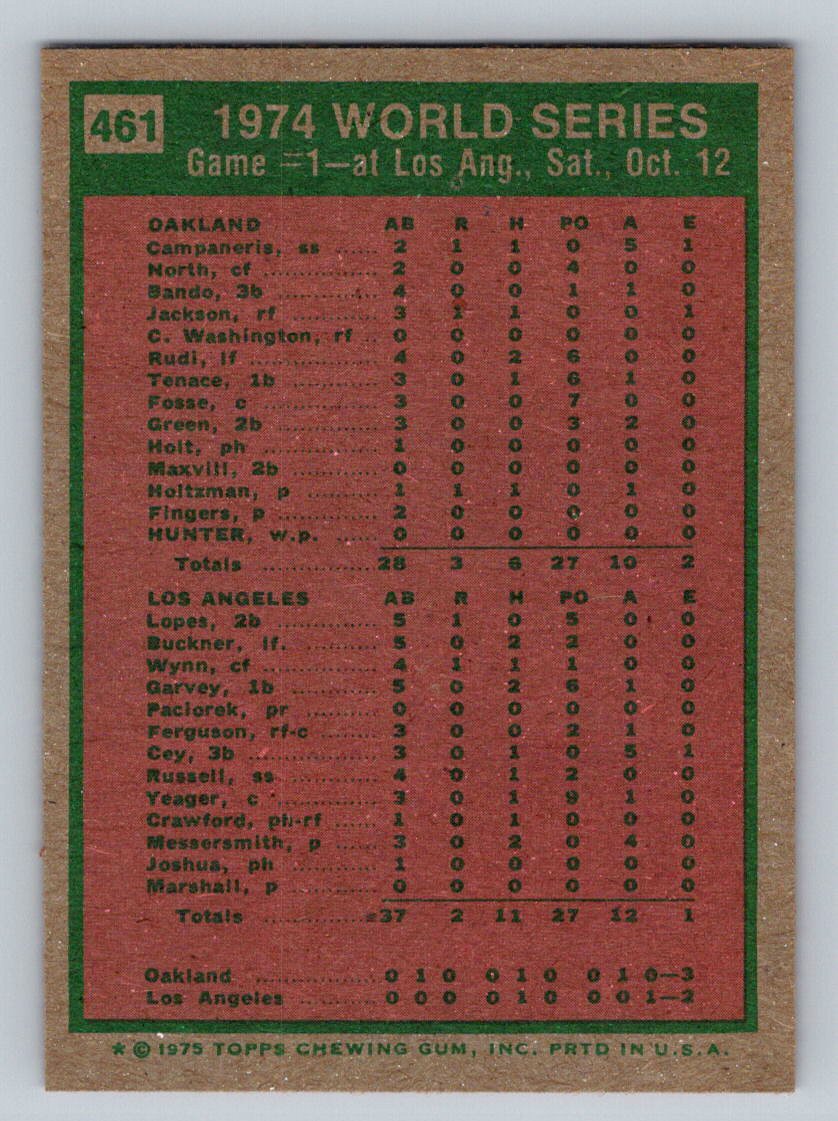 461
1974 WORLD SERIES
Game #1—at Los Ang., Sat., Oct. 12
OAKLAND AB R H PO A E
Campaneris, ss ...... 2 1 1 0 5 1
North, cf ................ 2 0 0 4 0 0
Bando, 3b .............. 4 0 0 1 1 0
Jackson, rf ............ 3 1 1 0 0 1
C. Washington, rf .. 0 0 0 0 0 0
Rudi, lf .................. 4 0 2 6 0 0
Tenace, 1b ............ 3 0 1 6 1 0
Fosse, c ................ 3 0 0 7 0 0
Green, 2b .............. 3 0 0 3 2 0
Holt, ph ................ 1 0 0 0 0 0
Maxvill, 2b ............ 0 0 0 0 0 0
Holtzman, p .......... 1 1 1 0 1 0
Fingers, p .............. 2 0 0 0 0 0
HUNTER, w.p. ...... 0 0 0 0 0 0
Totals ................ 28 3 6 27 10 2
LOS ANGELES AB R H PO A E
Lopes, 2b .............. 5 1 0 5 0 0
Buckner, lf. ............ 5 0 2 2 0 0
Wynn, cf ................ 4 1 1 1 0 0
Garvey, 1b ............ 5 0 2 6 1 0
Paciorek, pr .......... 0 0 0 0 0 0
Ferguson, rf-c ........ 3 0 0 2 1 0
Cey, 3b .................. 3 0 1 0 5 1
Russell, ss ............ 4 0 1 2 0 0
Yeager, c .............. 3 0 1 9 1 0
Crawford, ph-rf ...... 1 0 1 0 0 0
Messersmith, p ...... 3 0 2 0 4 0
Joshua, ph ............ 1 0 0 0 0 0
Marshall, p ............ 0 0 0 0 0 0
Totals ................ 37 2 11 27 12 1
Oakland ................ 0 1 0 0 1 0 0 1 0—3
Los Angeles .......... 0 0 0 0 1 0 0 0 1—2
* © 1975 TOPPS CHEWING GUM, INC. PRTD IN U.S.A.